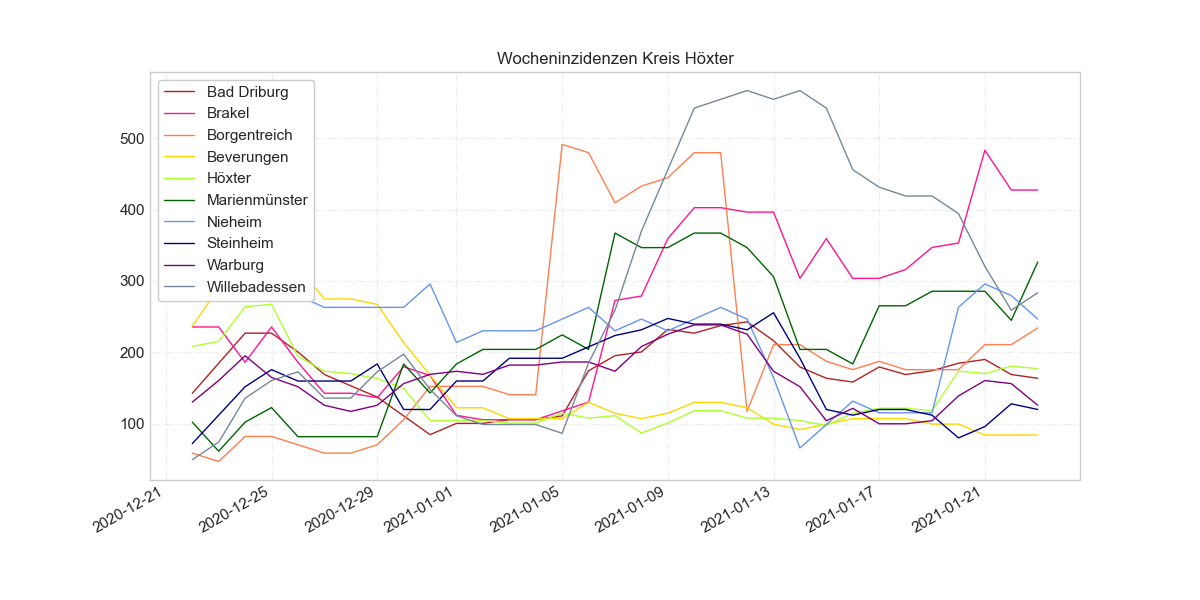 Wocheninzidenzen Kreis Höxter
Bad Driburg
Brakel
Borgentreich
Beverungen
Höxter
Marienmünster
Nieheim
Steinheim
Warburg
Willebadessen
500
400
300
200
100
2020-12-21
2020-12-25
2020-12-29
2021-01-01
2021-01-05
2021-01-09
2021-01-13
2021-01-17
2021-01-21